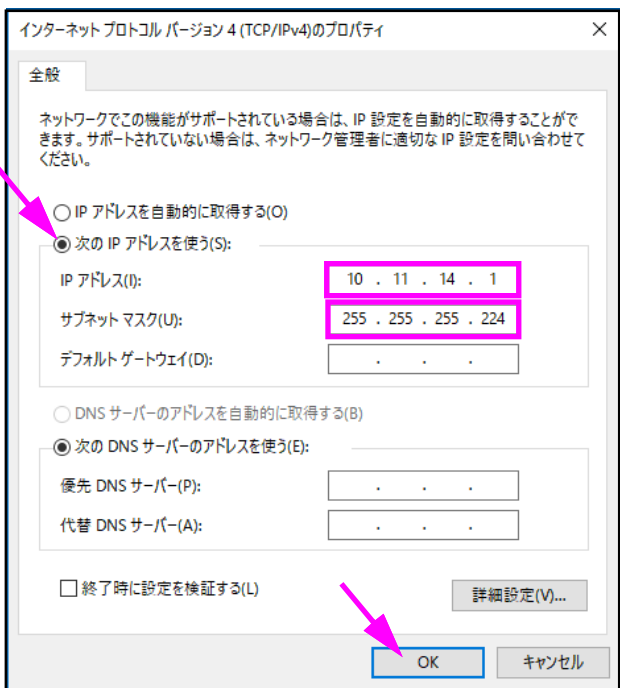 インターネット プロトコル バージョン 4 (TCP/IPv4)のプロパティ
全般
ネットワークでこの機能がサポートされている場合は、IP 設定を自動的に取得することがで
きます。サポートされていない場合は、ネットワーク管理者に適切な IP 設定を問い合わせて
ください。
IP アドレスを自動的に取得する(O)
次の IP アドレスを使う(S):
IP アドレス(I): 10 . 11 . 14 . 1
サブネット マスク(U): 255 . 255 . 255 . 224
デフォルト ゲートウェイ(D): . . .
DNS サーバーのアドレスを自動的に取得する(B)
次の DNS サーバーのアドレスを使う(E):
優先 DNS サーバー(P): . . .
代替 DNS サーバー(A): . . .
終了時に設定を検証する(L)
詳細設定(V)...
OK キャンセル